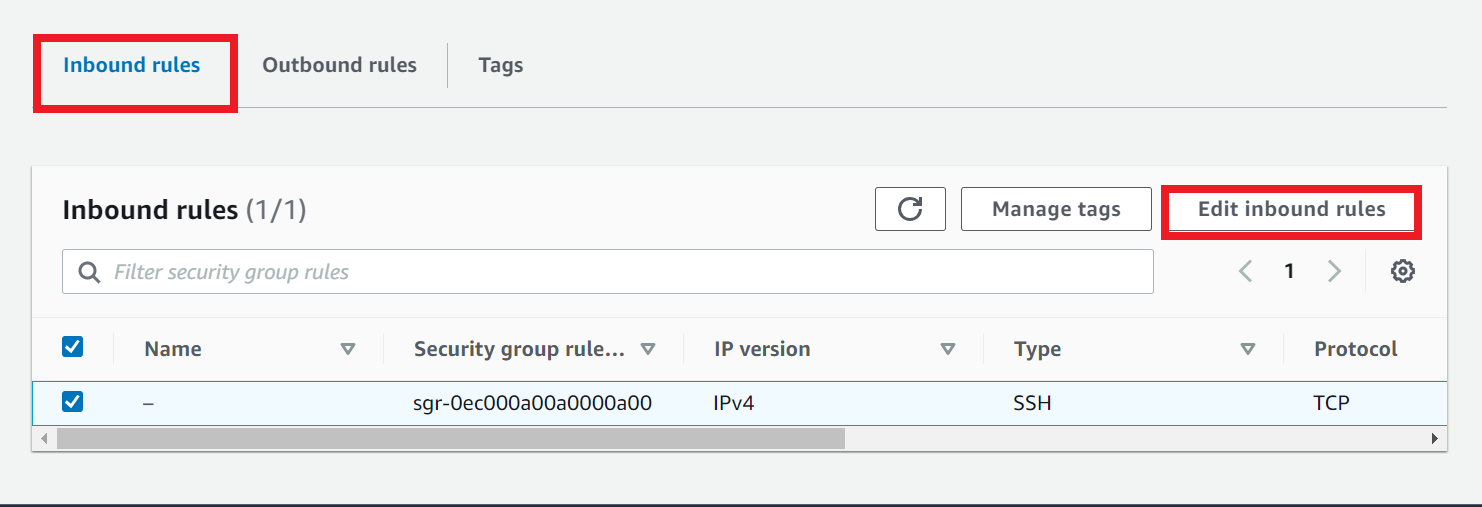 Inbound rules Outbound rules Tags
Inbound rules (1/1) Manage tags Edit inbound rules
Filter security group rules 1
Name Security group rule... IP version Type Protocol
– sgr-0ec000a00a0000a00 IPv4 SSH TCP